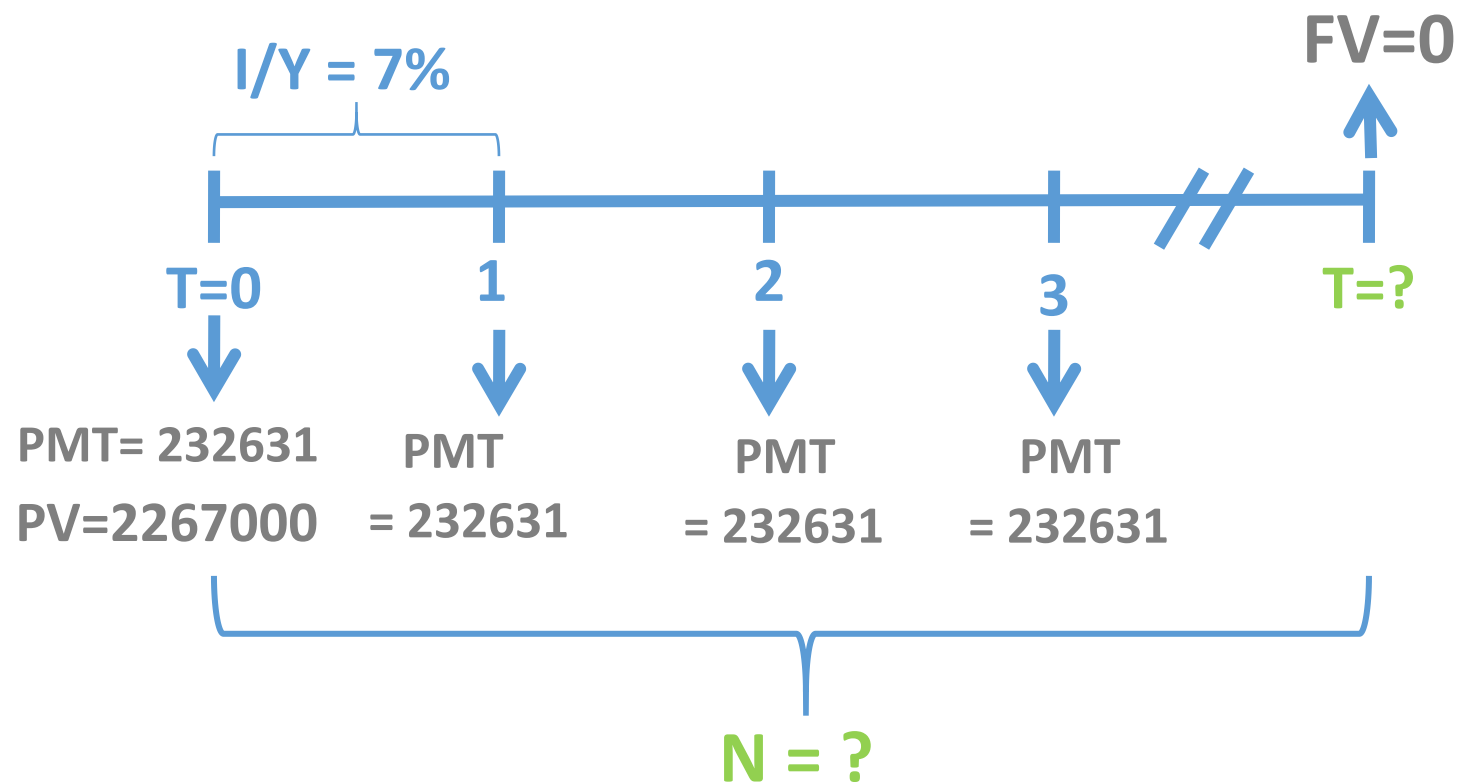 FV=0
I/Y = 7%
T=0
1
2
3
T=?
PMT= 232631
PV=2267000
PMT
= 232631
PMT
= 232631
PMT
= 232631
N = ?